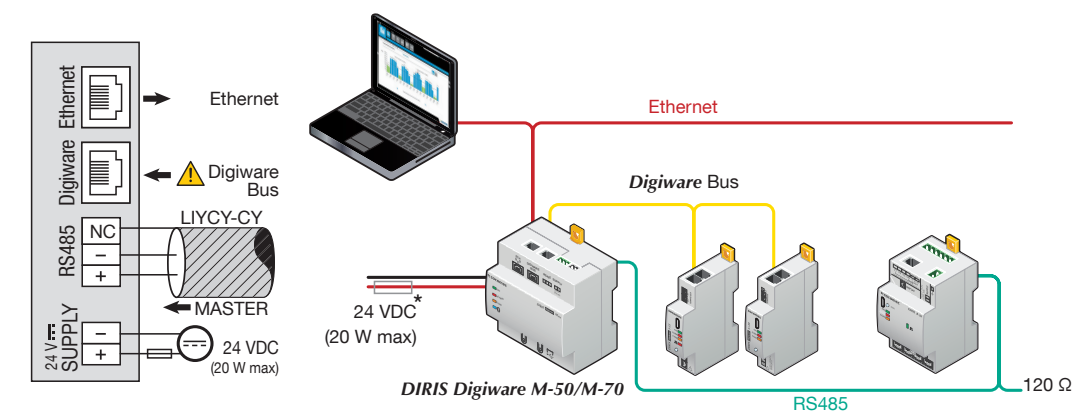 Ethernet
Ethernet
Digiware
Digiware
Bus
RS485
NC
−
+
LIYCY-CY
MASTER
24 V
SUPPLY
−
+
24 VDC
(20 W max)
Ethernet
Digiware Bus
24 VDC*
(20 W max)
DIRIS Digiware M-50/M-70
RS485
120 Ω